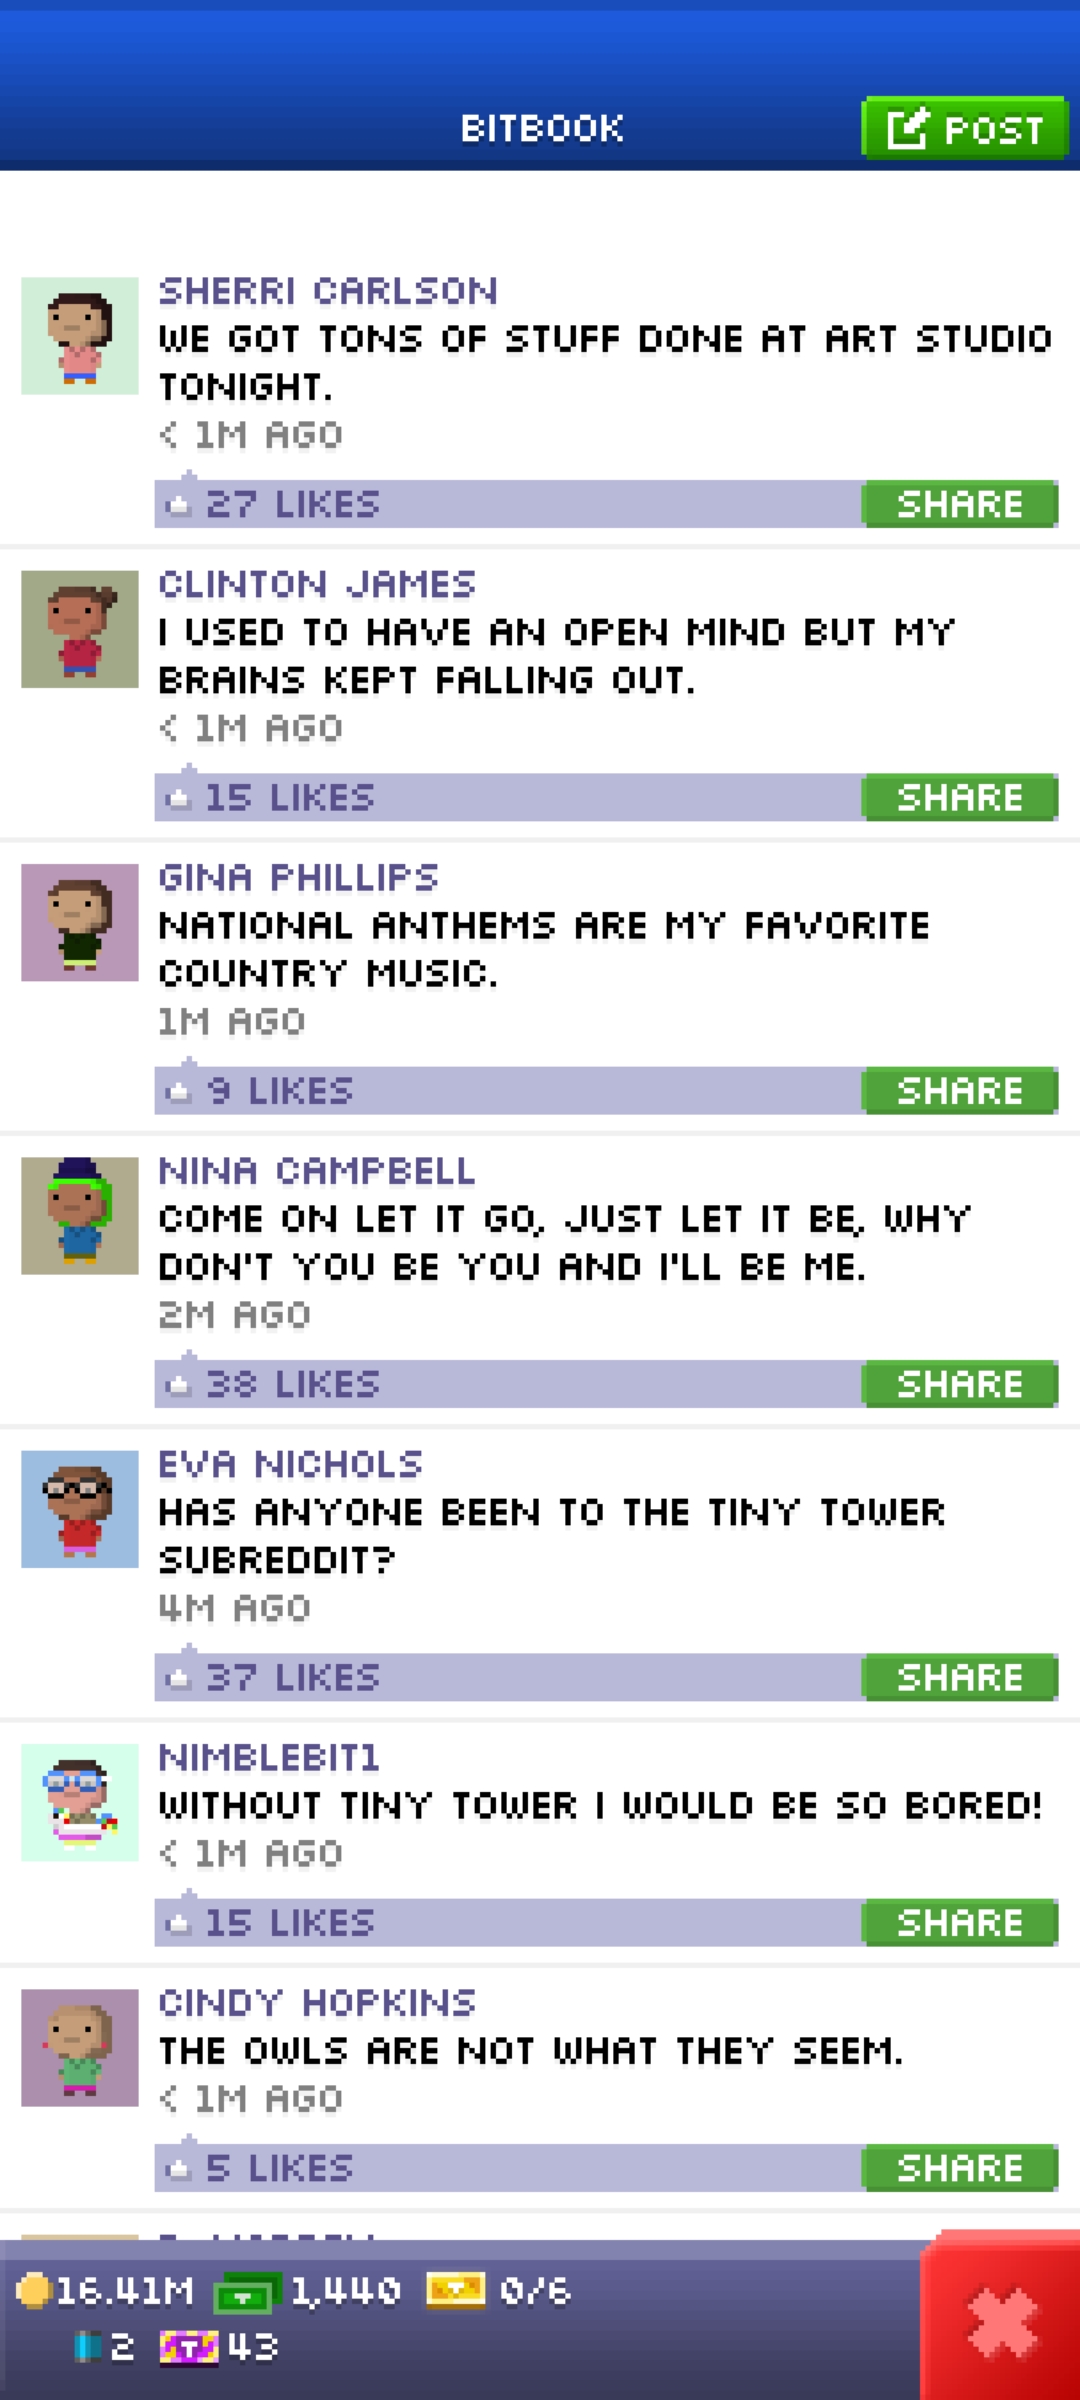 BITBOOK
POST
SHERRI CARLSON
WE GOT TONS OF STUFF DONE AT ART STUDIO
TONIGHT.
< 1M AGO
27 LIKES
SHARE
CLINTON JAMES
I USED TO HAVE AN OPEN MIND BUT MY
BRAINS KEPT FALLING OUT.
< 1M AGO
15 LIKES
SHARE
GINA PHILLIPS
NATIONAL ANTHEMS ARE MY FAVORITE
COUNTRY MUSIC.
1M AGO
9 LIKES
SHARE
NINA CAMPBELL
COME ON LET IT GO, JUST LET IT BE, WHY
DON'T YOU BE YOU AND I'LL BE ME.
2M AGO
38 LIKES
SHARE
EVA NICHOLS
HAS ANYONE BEEN TO THE TINY TOWER
SUBREDDIT?
4M AGO
37 LIKES
SHARE
NIMBLEBIT1
WITHOUT TINY TOWER I WOULD BE SO BORED!
< 1M AGO
15 LIKES
SHARE
CINDY HOPKINS
THE OWLS ARE NOT WHAT THEY SEEM.
< 1M AGO
5 LIKES
SHARE
16.41M 1,440 0/6
2 T 43